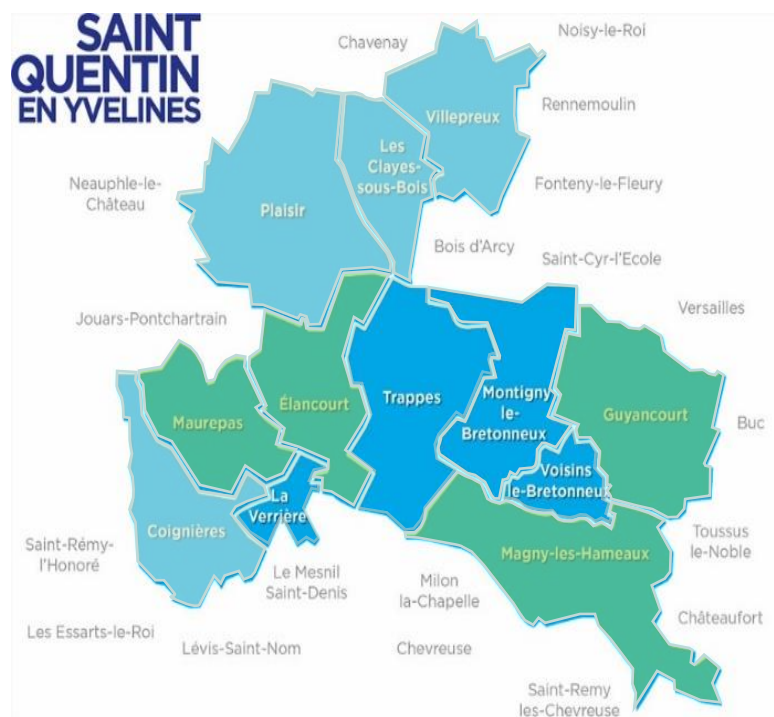 SAINT
QUENTIN
EN YVELINES
Chavenay
Noisy-le-Roi
Villepreux
Rennemoulin
Les
Clayes-
sous-Bois
Neauphle-le-
Château
Plaisir
Fonteny-le-Fleury
Bois d'Arcy
Saint-Cyr-l'Ecole
Versailles
Jouars-Pontchartrain
Maurepas
Élancourt
Trappes
Montigny
le-
Bretonneux
Guyancourt
Buc
Voisins
le-Bretonneux
La
Verrière
Coignières
Magny-les-Hameaux
Toussus
le-Noble
Saint-Rémy-
l'Honoré
Le Mesnil
Saint-Denis
Milon
la-Chapelle
Châteaufort
Les Essarts-le-Roi
Lévis-Saint-Nom
Chevreuse
Saint-Remy
les-Chevreuse